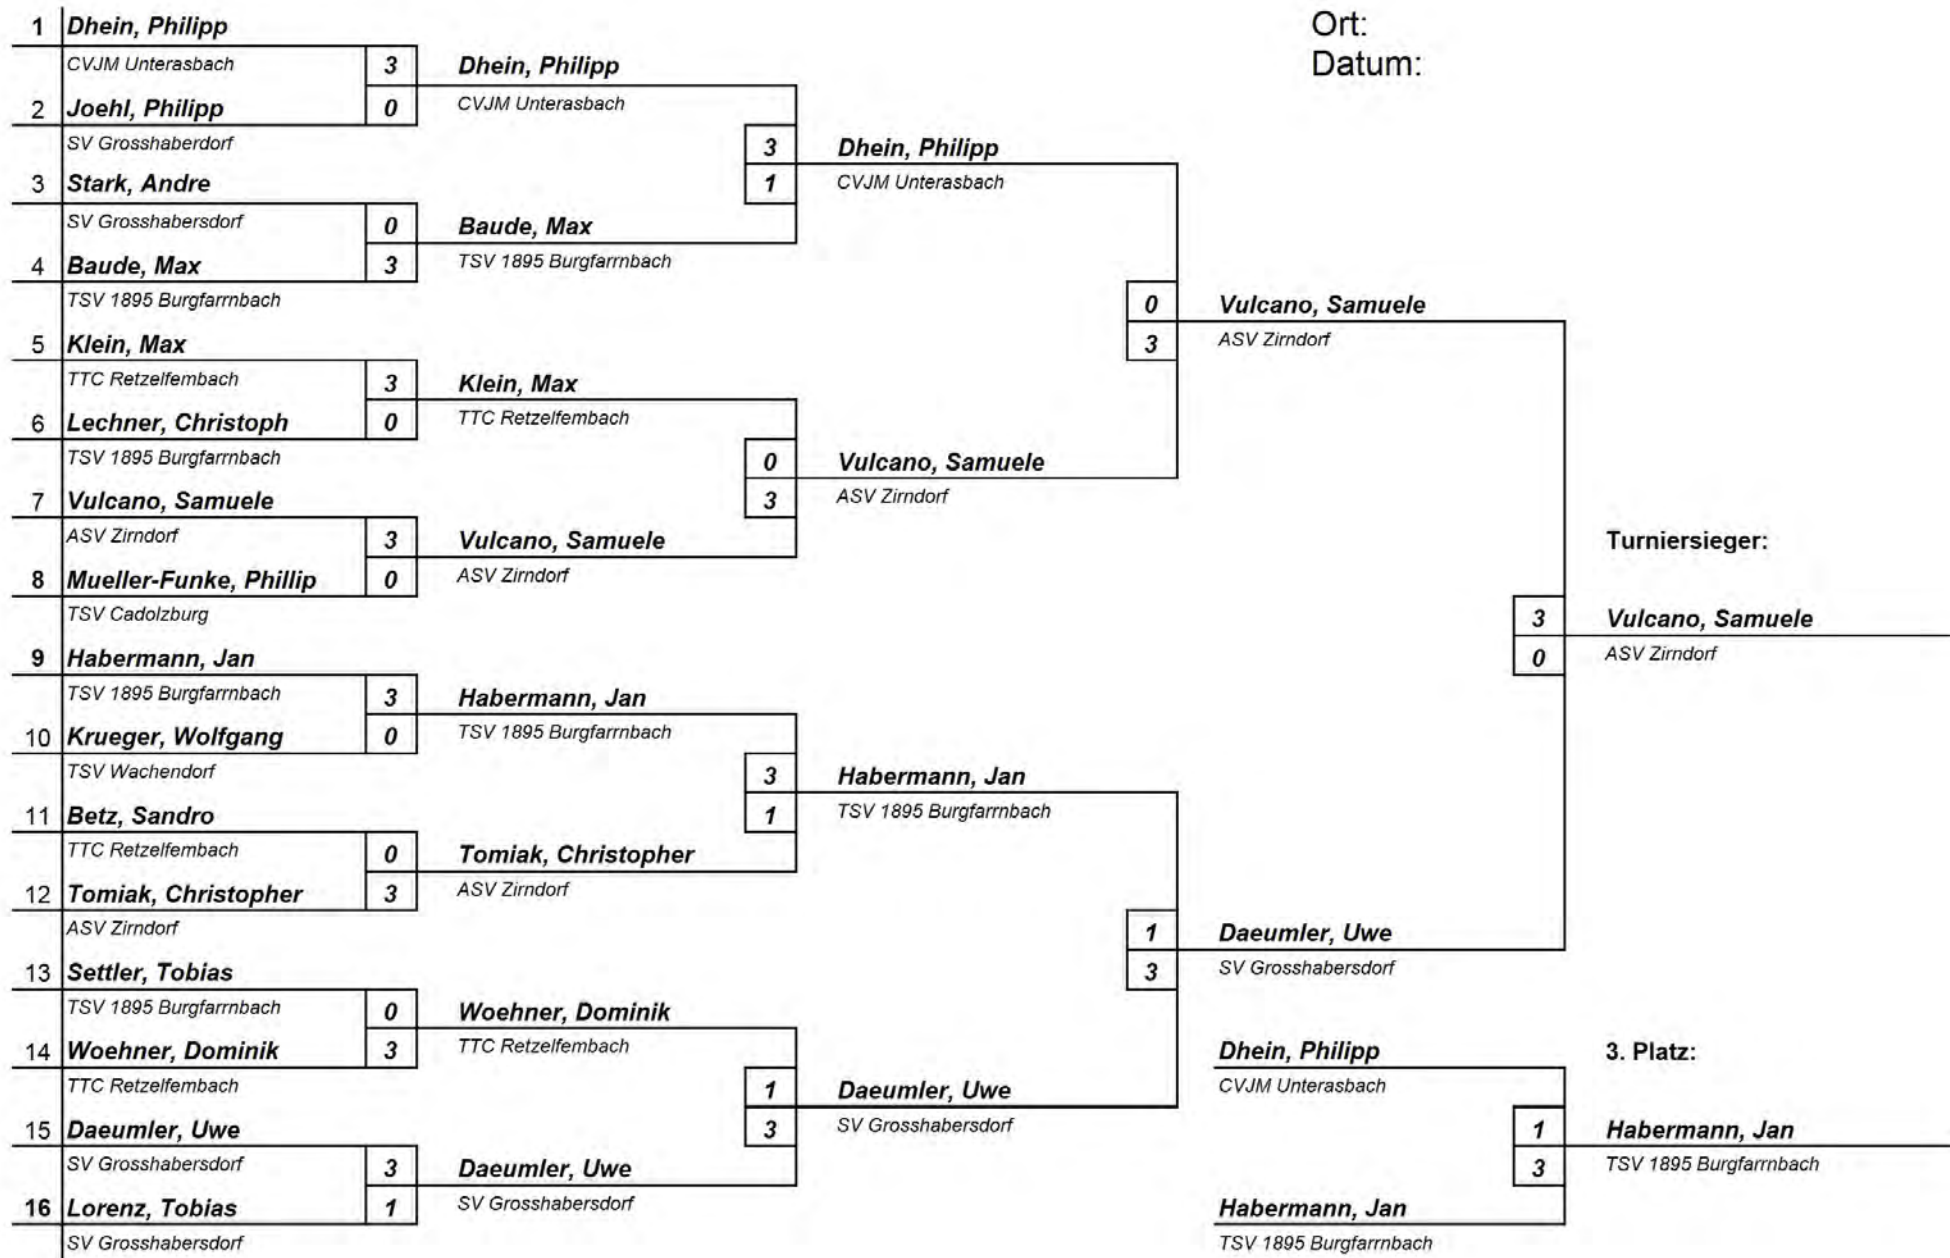 Ort:
Datum:
1 Dhein, Philipp
CVJM Unterasbach 3
2 Joehl, Philipp 0
SV Grosshaberdorf
3 Stark, Andre
SV Grosshabersdorf 0
4 Baude, Max 3
TSV 1895 Burgfarrnbach
5 Klein, Max
TTC Retzelfembach 3
6 Lechner, Christoph 0
TSV 1895 Burgfarrnbach
7 Vulcano, Samuele
ASV Zirndorf 3
8 Mueller-Funke, Phillip 0
TSV Cadolzburg
9 Habermann, Jan
TSV 1895 Burgfarrnbach 3
10 Krueger, Wolfgang 0
TSV Wachendorf
11 Betz, Sandro
TTC Retzelfembach 0
12 Tomiak, Christopher 3
ASV Zirndorf
13 Settler, Tobias
TSV 1895 Burgfarrnbach 0
14 Woehner, Dominik 3
TTC Retzelfembach
15 Daeumler, Uwe
SV Grosshabersdorf 3
16 Lorenz, Tobias 1
SV Grosshabersdorf
Dhein, Philipp
CVJM Unterasbach
3
1
Baude, Max
TSV 1895 Burgfarrnbach
Klein, Max
TTC Retzelfembach
0
3
Vulcano, Samuele
ASV Zirndorf
Habermann, Jan
TSV 1895 Burgfarrnbach
3
1
Tomiak, Christopher
ASV Zirndorf
Woehner, Dominik
TTC Retzelfembach
1
3
Daeumler, Uwe
SV Grosshabersdorf
Dhein, Philipp
CVJM Unterasbach
0
3
Vulcano, Samuele
ASV Zirndorf
Habermann, Jan
TSV 1895 Burgfarrnbach
1
3
Daeumler, Uwe
SV Grosshabersdorf
Vulcano, Samuele
ASV Zirndorf
3
0
Daeumler, Uwe
SV Grosshabersdorf
Turniersieger:
Vulcano, Samuele
ASV Zirndorf
Dhein, Philipp
CVJM Unterasbach
1
3
Habermann, Jan
TSV 1895 Burgfarrnbach
3. Platz:
Habermann, Jan
TSV 1895 Burgfarrnbach